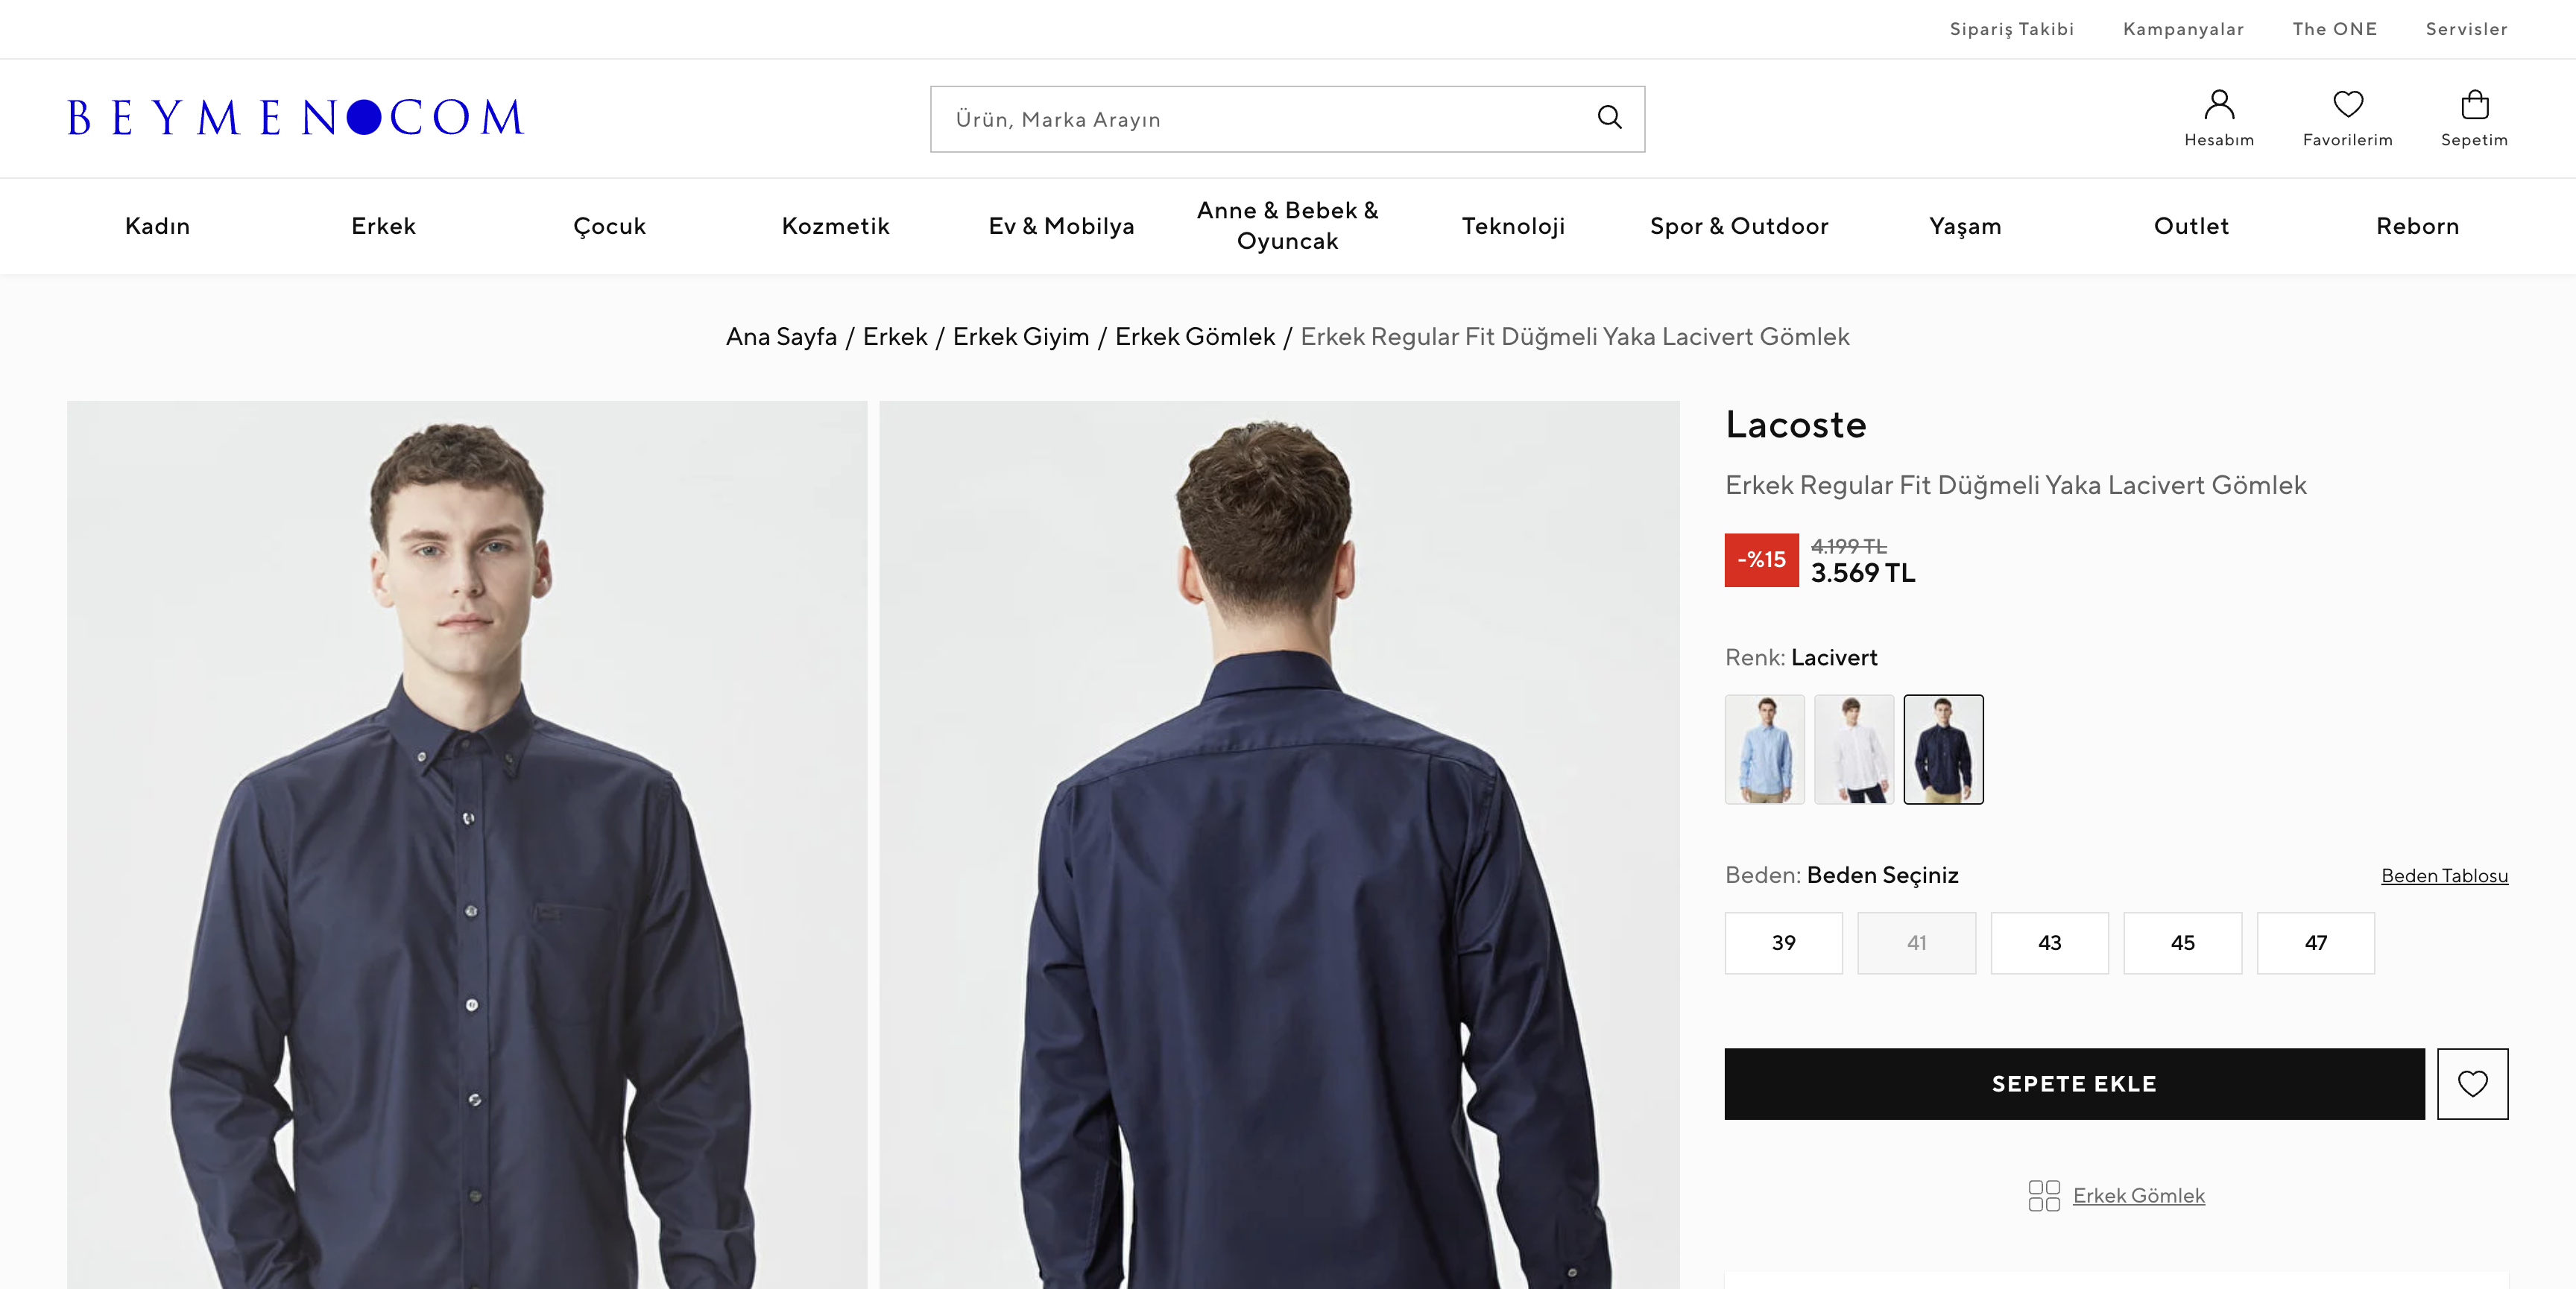 Sipariş Takibi Kampanyalar The ONE Servisler
BEYMEN COM
Ürün, Marka Arayın
Hesabım Favorilerim Sepetim
Kadın Erkek Çocuk Kozmetik Ev & Mobilya Anne & Bebek & Oyuncak Teknoloji Spor & Outdoor Yaşam Outlet Reborn
Ana Sayfa / Erkek / Erkek Giyim / Erkek Gömlek / Erkek Regular Fit Düğmeli Yaka Lacivert Gömlek
Lacoste
Erkek Regular Fit Düğmeli Yaka Lacivert Gömlek
-%15
4.199 TL
3.569 TL
Renk: Lacivert
Beden: Beden Seçiniz Beden Tablosu
39 41 43 45 47
SEPETE EKLE
Erkek Gömlek